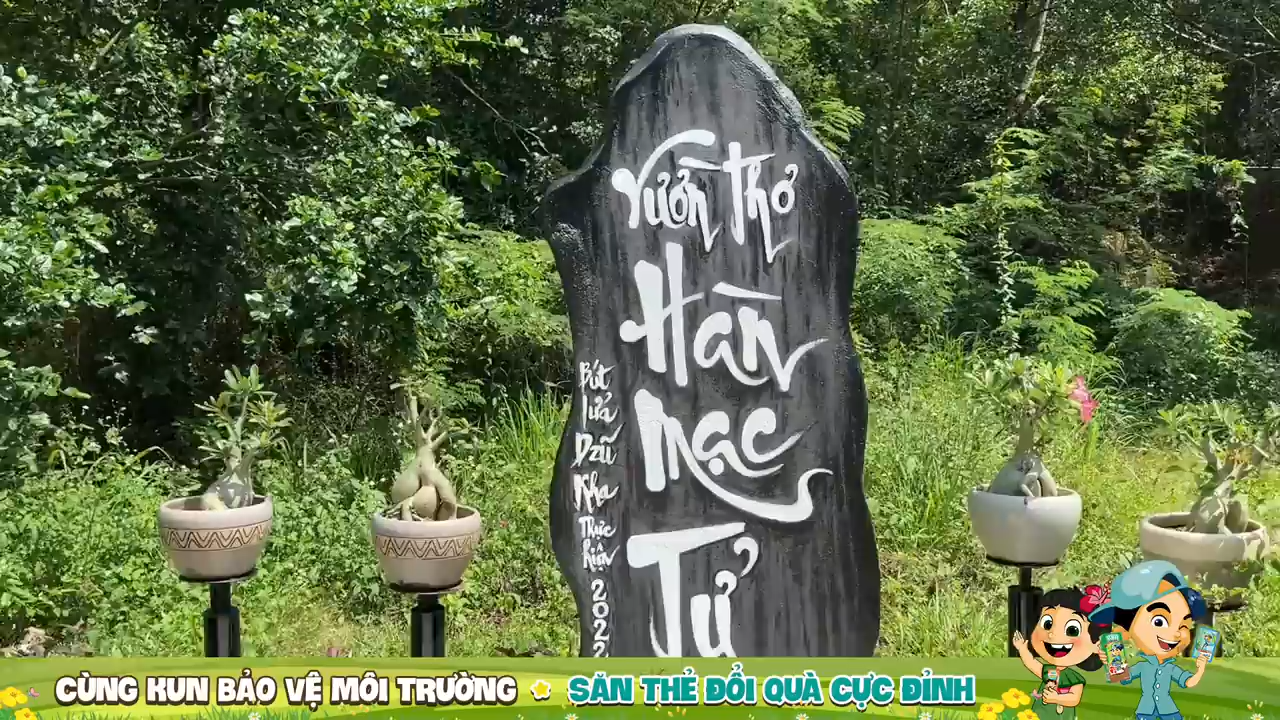 Vườn Thơ
Hàn
Mạc
Tử
Bút
Lửa
Dzũ
Kha
Thực
Hiện
2022
CÙNG KUN BẢO VỆ MÔI TRƯỜNG SĂN THẺ ĐỔI QUÀ CỰC ĐỈNH